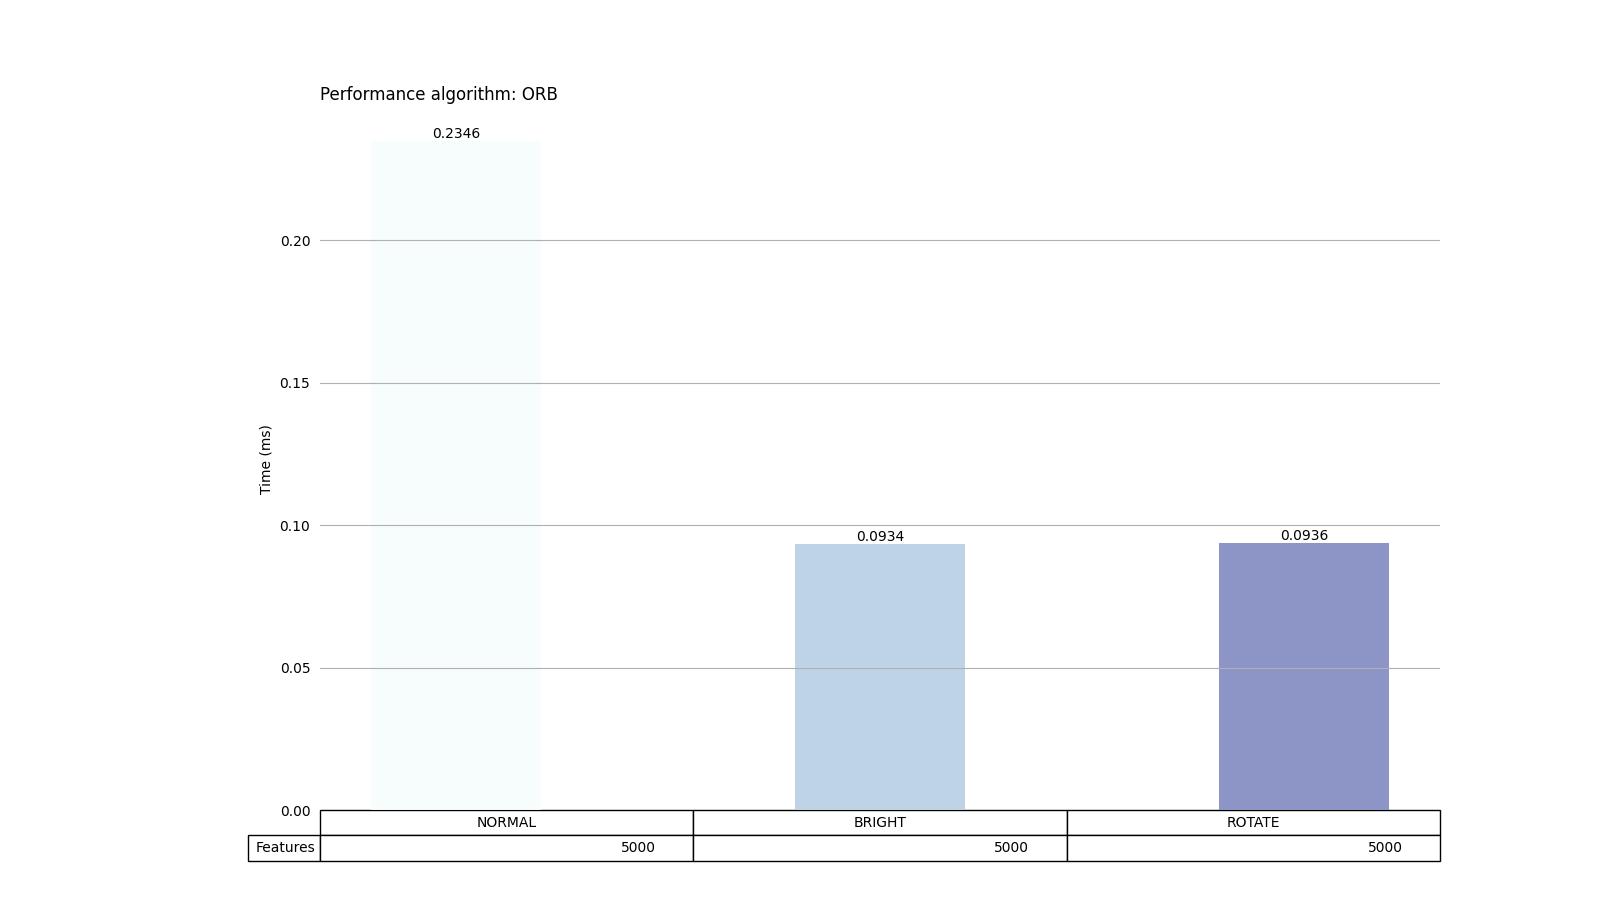 Performance algorithm: ORB
0.2346
0.20
0.15
Time (ms)
0.10
0.0934
0.0936
0.05
0.00
NORMAL BRIGHT ROTATE
Features 5000 5000 5000